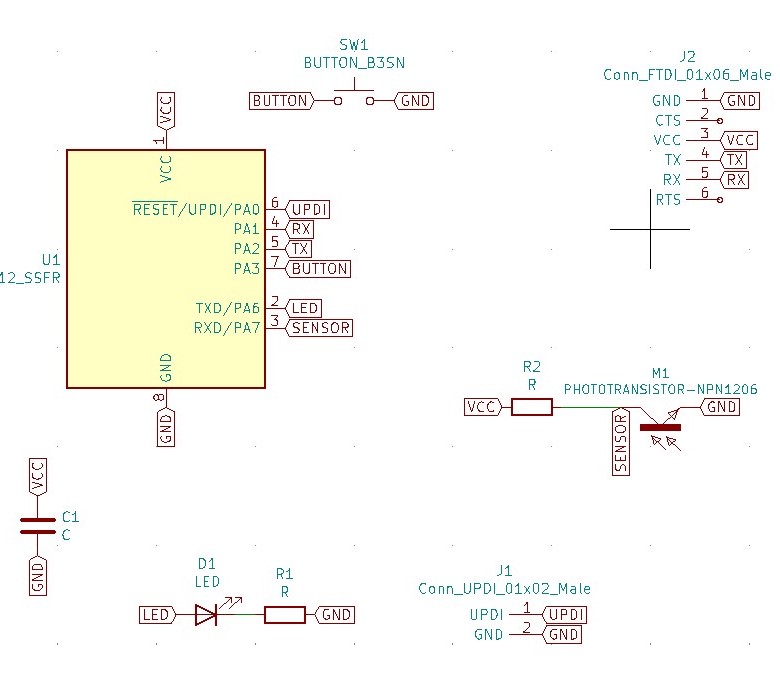 SW1
BUTTON_B3SN
BUTTON
GND
J2
Conn_FTDI_01x06_Male
GND 1 GND
CTS 2
VCC 3 VCC
TX 4 TX
RX 5 RX
RTS 6
VCC
1
VCC
RESET/UPDI/PA0 6 UPDI
PA1 4 RX
PA2 5 TX
PA3 7 BUTTON
TXD/PA6 2 LED
RXD/PA7 3 SENSOR
U1
12_SSFR
GND
8
GND
R2
R
VCC
M1
PHOTOTRANSISTOR-NPN1206
GND
SENSOR
VCC
C1
C
GND
D1
LED
R1
R
LED
GND
J1
Conn_UPDI_01x02_Male
UPDI 1 UPDI
GND 2 GND